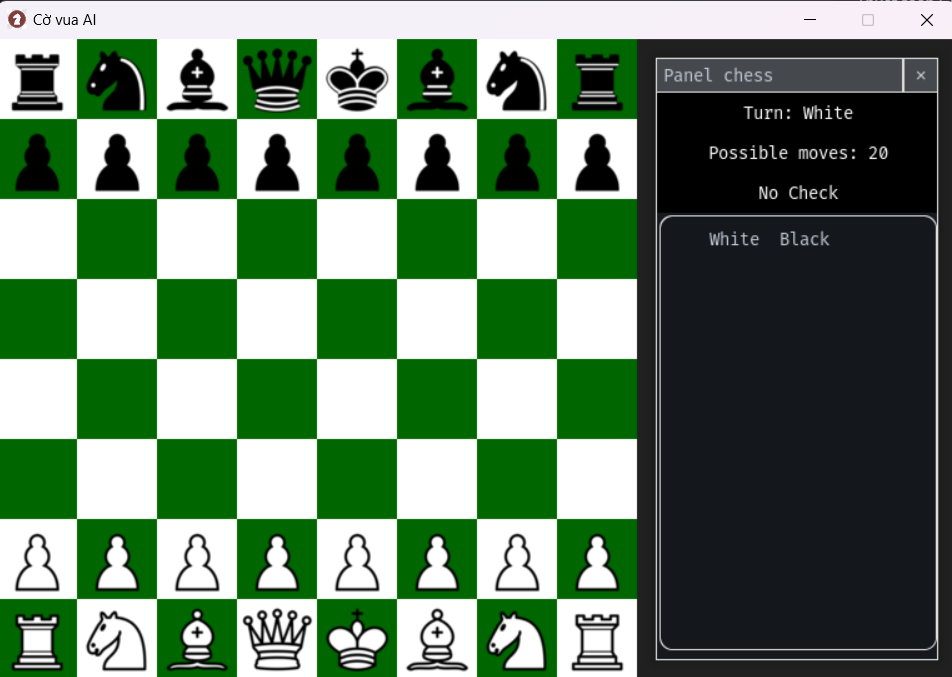 Cờ vua AI
Panel chess ×
Turn: White
Possible moves: 20
No Check
White Black